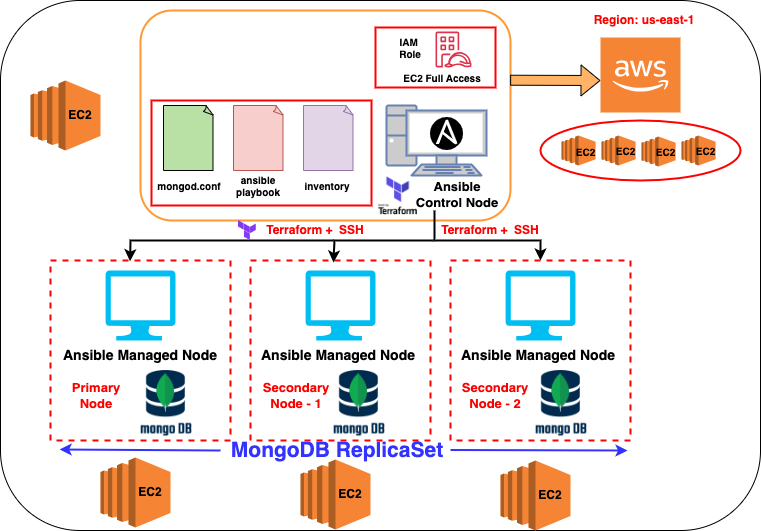 Region: us-east-1
IAM
Role
EC2 Full Access
aws
EC2
EC2
EC2
EC2
EC2
mongod.conf
ansible
playbook
inventory
Terraform
Ansible
Control Node
Terraform + SSH
Terraform + SSH
Ansible Managed Node
Ansible Managed Node
Ansible Managed Node
Primary
Node
mongo DB
Secondary
Node - 1
mongo DB
Secondary
Node - 2
mongo DB
MongoDB ReplicaSet
EC2
EC2
EC2